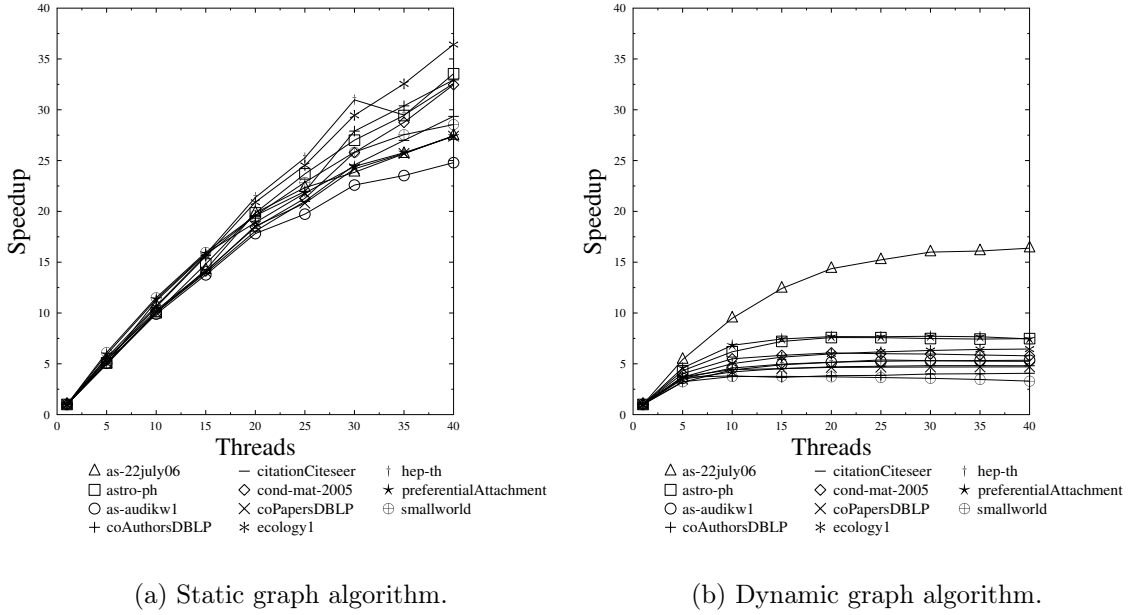 40
35
30
25
20
15
10
5
0
Speedup
0 5 10 15 20 25 30 35 40
Threads
as-22july06 citationCiteseer hep-th
astro-ph cond-mat-2005 preferentialAttachment
as-audikw1 coPapersDBLP smallworld
coAuthorsDBLP ecology1
(a) Static graph algorithm.
40
35
30
25
20
15
10
5
0
Speedup
0 5 10 15 20 25 30 35 40
Threads
as-22july06 citationCiteseer hep-th
astro-ph cond-mat-2005 preferentialAttachment
as-audikw1 coPapersDBLP smallworld
coAuthorsDBLP ecology1
(b) Dynamic graph algorithm.